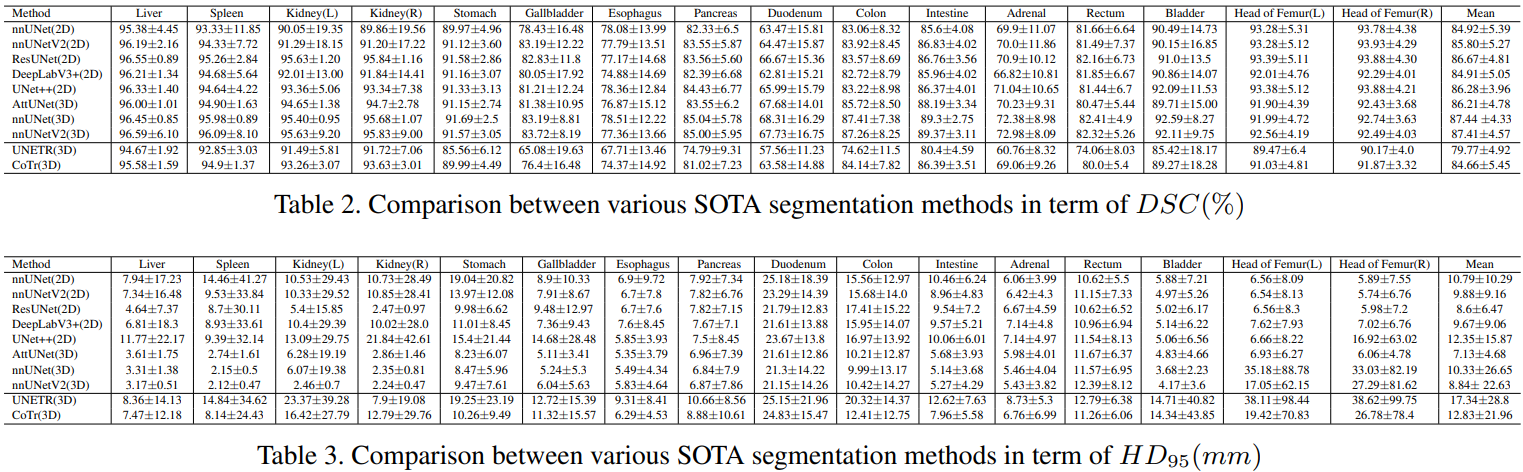 Method Liver Spleen Kidney(L) Kidney(R) Stomach Gallbladder Esophagus Pancreas Duodenum Colon Intestine Adrenal Rectum Bladder Head of Femur(L) Head of Femur(R) Mean
nnUNet(2D) 95.38±4.45 93.33±11.85 90.05±19.35 89.86±19.56 89.97±4.96 78.43±16.48 78.08±13.99 82.33±6.5 63.47±15.81 83.06±8.32 85.6±4.08 69.9±11.07 81.66±6.64 90.49±14.73 93.28±5.31 93.78±4.38 84.92±5.39
nnUNetV2(2D) 96.19±2.16 94.33±7.72 91.29±18.15 91.20±17.22 91.12±3.60 83.19±12.22 77.79±13.51 83.55±5.87 64.47±15.87 83.92±8.45 86.83±4.02 70.0±11.86 81.49±7.37 90.15±16.85 93.28±5.12 93.93±4.29 85.80±5.27
ResUNet(2D) 96.55±0.89 95.26±2.84 95.63±1.20 95.84±1.16 91.58±2.86 82.83±11.8 77.17±14.68 83.56±5.60 66.67±15.36 83.57±8.69 86.76±3.56 70.9±10.12 82.16±6.73 91.0±13.5 93.39±5.11 93.88±4.30 86.67±4.81
DeepLabV3+(2D) 96.21±1.34 94.68±5.64 92.01±13.00 91.84±14.41 91.16±3.07 80.05±17.92 74.88±14.69 82.39±6.68 62.81±15.21 82.72±8.79 85.96±4.02 66.82±10.81 81.85±6.67 90.86±14.07 92.01±4.76 92.29±4.01 84.91±5.05
UNet++(2D) 96.33±1.40 94.64±4.22 93.36±5.06 93.34±7.38 91.33±3.13 81.21±12.24 78.36±12.84 84.43±6.77 65.99±15.79 83.22±8.98 86.37±4.01 71.04±10.65 81.44±6.7 92.09±11.53 93.38±5.12 93.88±4.21 86.28±3.96
AttUNet(3D) 96.00±1.01 94.90±1.63 94.65±1.38 94.7±2.78 91.15±2.74 81.38±10.95 76.87±15.12 83.55±6.2 67.68±14.01 85.72±8.50 88.19±3.34 70.23±9.31 80.47±5.44 89.71±15.00 91.90±4.39 92.43±3.68 86.21±4.78
nnUNet(3D) 96.45±0.85 95.98±0.89 95.40±0.95 95.68±1.07 91.69±2.5 83.19±8.81 78.51±12.22 85.04±5.78 68.31±16.29 87.41±7.38 89.3±2.75 72.38±8.98 82.41±4.9 92.59±8.27 91.99±4.72 92.74±3.63 87.44 ±4.33
nnUNetV2(3D) 96.59±6.10 96.09±8.10 95.63±9.20 95.83±9.00 91.57±3.05 83.72±8.19 77.36±13.66 85.00±5.95 67.73±16.75 87.26±8.25 89.37±3.11 72.98±8.09 82.32±5.26 92.11±9.75 92.56±4.19 92.49±4.03 87.41±4.57
UNETR(3D) 94.67±1.92 92.85±3.03 91.49±5.81 91.72±7.06 85.56±6.12 65.08±19.63 67.71±13.46 74.79±9.31 57.56±11.23 74.62±11.5 80.4±4.59 60.76±8.32 74.06±8.03 85.42±18.17 89.47±6.4 90.17±4.0 79.77±4.92
CoTr(3D) 95.58±1.59 94.9±1.37 93.26±3.07 93.63±3.01 89.99±4.49 76.4±16.48 74.37±14.92 81.02±7.23 63.58±14.88 84.14±7.82 86.39±3.51 69.06±9.26 80.0±5.4 89.27±18.28 91.03±4.81 91.87±3.32 84.66±5.45
Table 2. Comparison between various SOTA segmentation methods in term of DSC(%)
Method Liver Spleen Kidney(L) Kidney(R) Stomach Gallbladder Esophagus Pancreas Duodenum Colon Intestine Adrenal Rectum Bladder Head of Femur(L) Head of Femur(R) Mean
nnUNet(2D) 7.94±17.23 14.46±41.27 10.53±29.43 10.73±28.49 19.04±20.82 8.9±10.33 6.9±9.72 7.92±7.34 25.18±18.39 15.56±12.97 10.46±6.24 6.06±3.99 10.62±5.5 5.88±7.21 6.56±8.09 5.89±7.55 10.79±10.29
nnUNetV2(2D) 7.34±16.48 9.53±33.84 10.33±29.52 10.85±28.41 13.97±12.08 7.91±8.67 6.7±7.8 7.82±6.76 23.29±14.39 15.68±14.0 8.96±4.83 6.42±4.3 11.15±7.33 4.97±5.26 6.54±8.13 5.74±6.76 9.88±9.16
ResUNet(2D) 4.64±7.37 8.7±30.11 5.4±15.85 2.47±0.97 9.98±6.62 9.48±12.97 6.7±7.6 7.82±7.15 21.79±12.83 17.41±15.22 9.54±7.2 6.67±4.59 10.62±6.52 5.02±6.17 6.56±8.3 5.98±7.2 8.6±6.47
DeepLabV3+(2D) 6.81±18.3 8.93±33.61 10.4±29.39 10.02±28.0 11.01±8.45 7.36±9.43 7.6±8.45 7.67±7.1 21.61±13.88 15.95±14.07 9.57±5.21 7.14±4.8 10.96±6.94 5.14±6.22 7.62±7.93 7.02±6.76 9.67±9.06
UNet++(2D) 11.77±22.17 9.39±32.14 13.09±29.75 21.84±42.61 15.4±21.44 14.68±28.48 5.85±3.93 7.5±8.45 23.67±13.8 16.97±13.92 10.06±6.01 7.14±4.97 11.54±8.13 5.06±6.56 6.66±8.22 16.92±63.02 12.35±15.87
AttUNet(3D) 3.61±1.75 2.74±1.61 6.28±19.19 2.86±1.46 8.23±6.07 5.11±3.41 5.35±3.79 6.96±7.39 21.61±12.86 10.21±12.87 5.68±3.93 5.98±4.01 11.67±6.37 4.83±4.66 6.93±6.27 6.06±4.78 7.13±4.68
nnUNet(3D) 3.31±1.38 2.15±0.5 6.07±19.38 2.35±0.81 8.47±5.96 5.24±5.3 5.49±4.34 6.84±7.9 21.3±14.22 9.99±13.17 5.14±3.68 5.46±4.04 11.57±6.95 3.68±2.23 35.18±88.78 33.03±82.19 10.33±26.65
nnUNetV2(3D) 3.17±0.51 2.12±0.47 2.46±0.7 2.24±0.47 9.47±7.61 6.04±5.63 5.83±4.64 6.87±7.86 21.15±14.26 10.42±14.27 5.27±4.29 5.43±3.82 12.39±8.12 4.17±3.6 17.05±62.15 27.29±81.62 8.84± 22.63
UNETR(3D) 8.36±14.13 14.84±34.62 23.37±39.28 7.9±19.08 19.25±23.19 12.72±15.39 9.31±8.41 10.66±8.56 25.15±21.96 20.32±14.37 12.62±7.63 8.73±5.3 12.79±6.38 14.71±40.82 38.11±98.44 38.62±99.75 17.34±28.8
CoTr(3D) 7.47±12.18 8.14±24.43 16.42±27.79 12.79±29.76 10.26±9.49 11.32±15.57 6.29±4.53 8.88±10.61 24.83±15.47 12.41±12.75 7.96±5.58 6.76±6.99 11.26±6.06 14.34±43.85 19.42±70.83 26.78±78.4 12.83±21.96
Table 3. Comparison between various SOTA segmentation methods in term of HD95(mm)